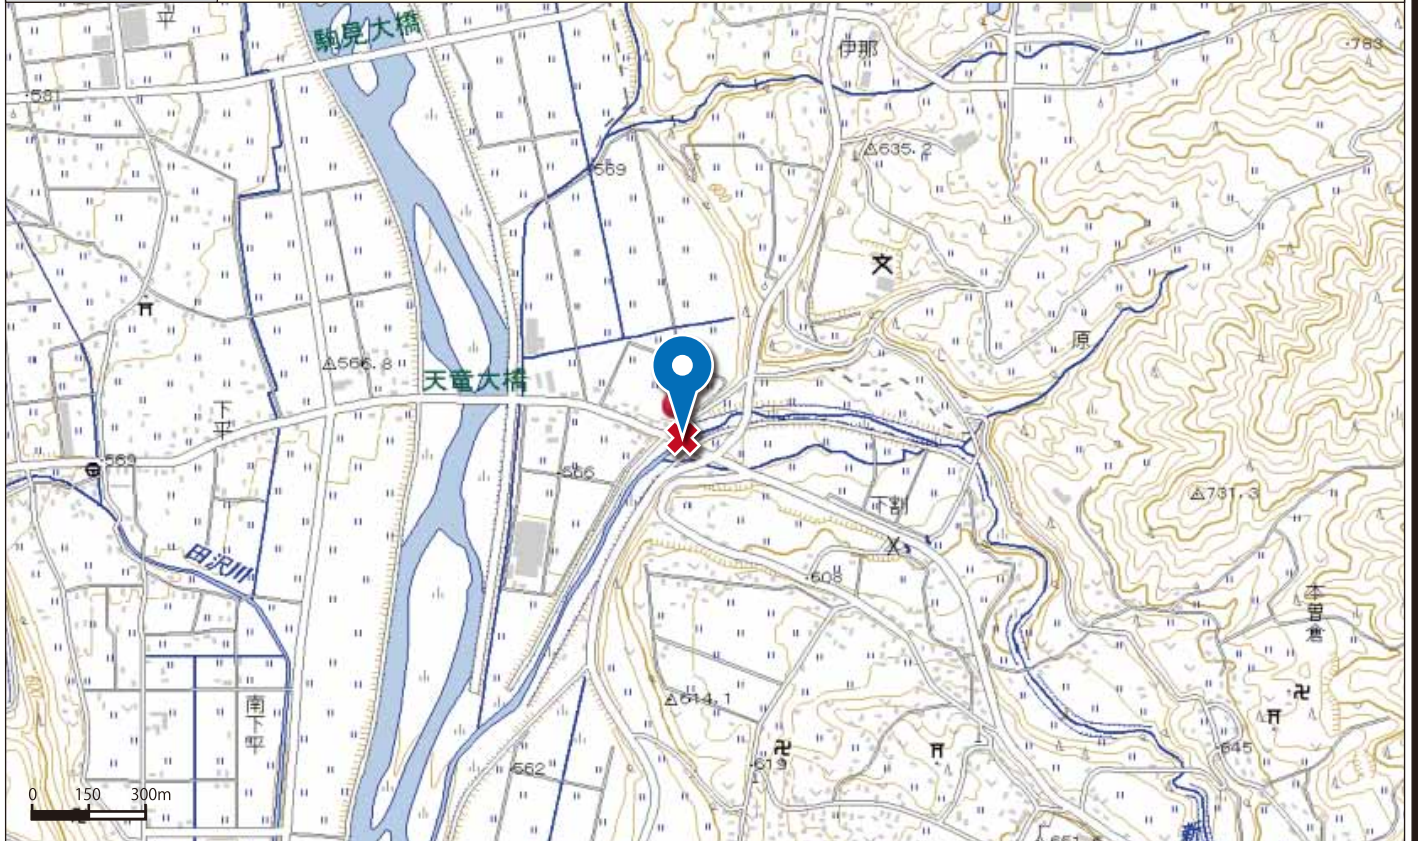 平
駒見大橋
伊那
·783
·581
△635.2
·569
文
原
△566.8
天竜大橋
下平
·569
·566
△731.3
下割
田沢川
·608
本曽倉
△614.1
南下平
·645
·562
·619
0 150 300m
新